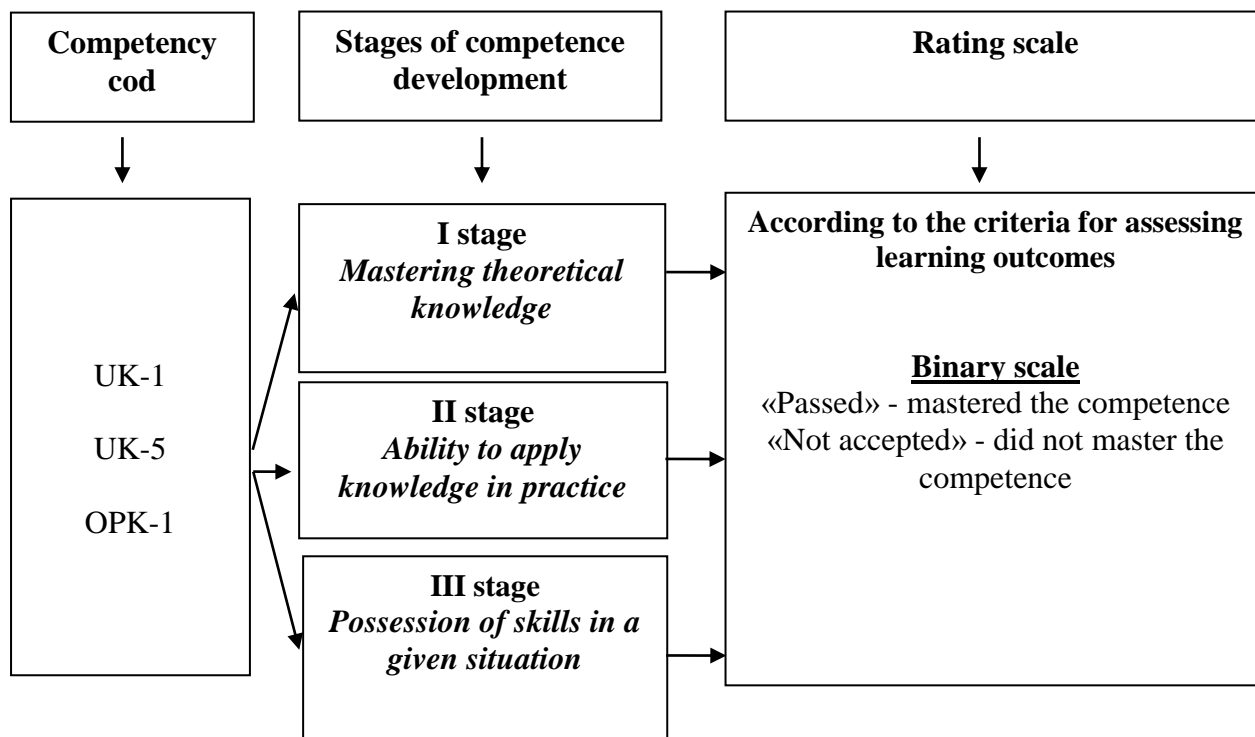 Competency
cod
Stages of competence
development
Rating scale
UK-1
UK-5
OPK-1
I stage
Mastering theoretical
knowledge
II stage
Ability to apply
knowledge in practice
III stage
Possession of skills in a
given situation
According to the criteria for assessing
learning outcomes
Binary scale
«Passed» - mastered the competence
«Not accepted» - did not master the
competence